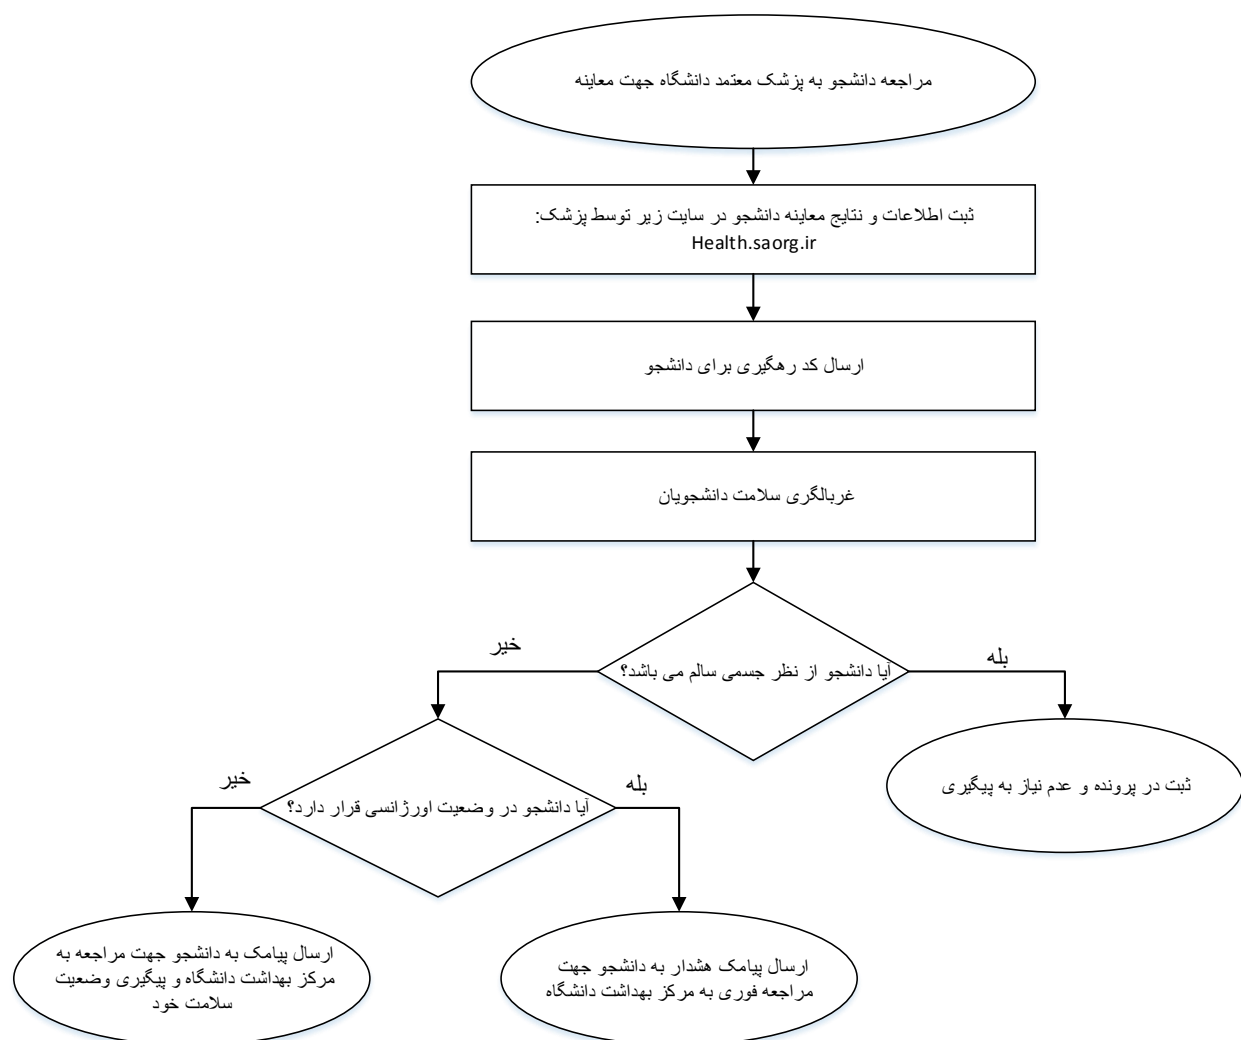 مراجعه دانشجو به پزشک معتمد دانشگاه جهت معاینه
ثبت اطلاعات و نتایج معاینه دانشجو در سایت زیر توسط پزشک:
Health.saorg.ir
ارسال کد رهگیری برای دانشجو
غربالگری سلامت دانشجویان
آیا دانشجو از نظر جسمی سالم می باشد؟
بله
خیر
ثبت در پرونده و عدم نیاز به پیگیری
آیا دانشجو در وضعیت اورژانسی قرار دارد؟
بله
خیر
ارسال پیامک هشدار به دانشجو جهت
مراجعه فوری به مرکز بهداشت دانشگاه
ارسال پیامک به دانشجو جهت مراجعه به
مرکز بهداشت دانشگاه و پیگیری وضعیت
سلامت خود